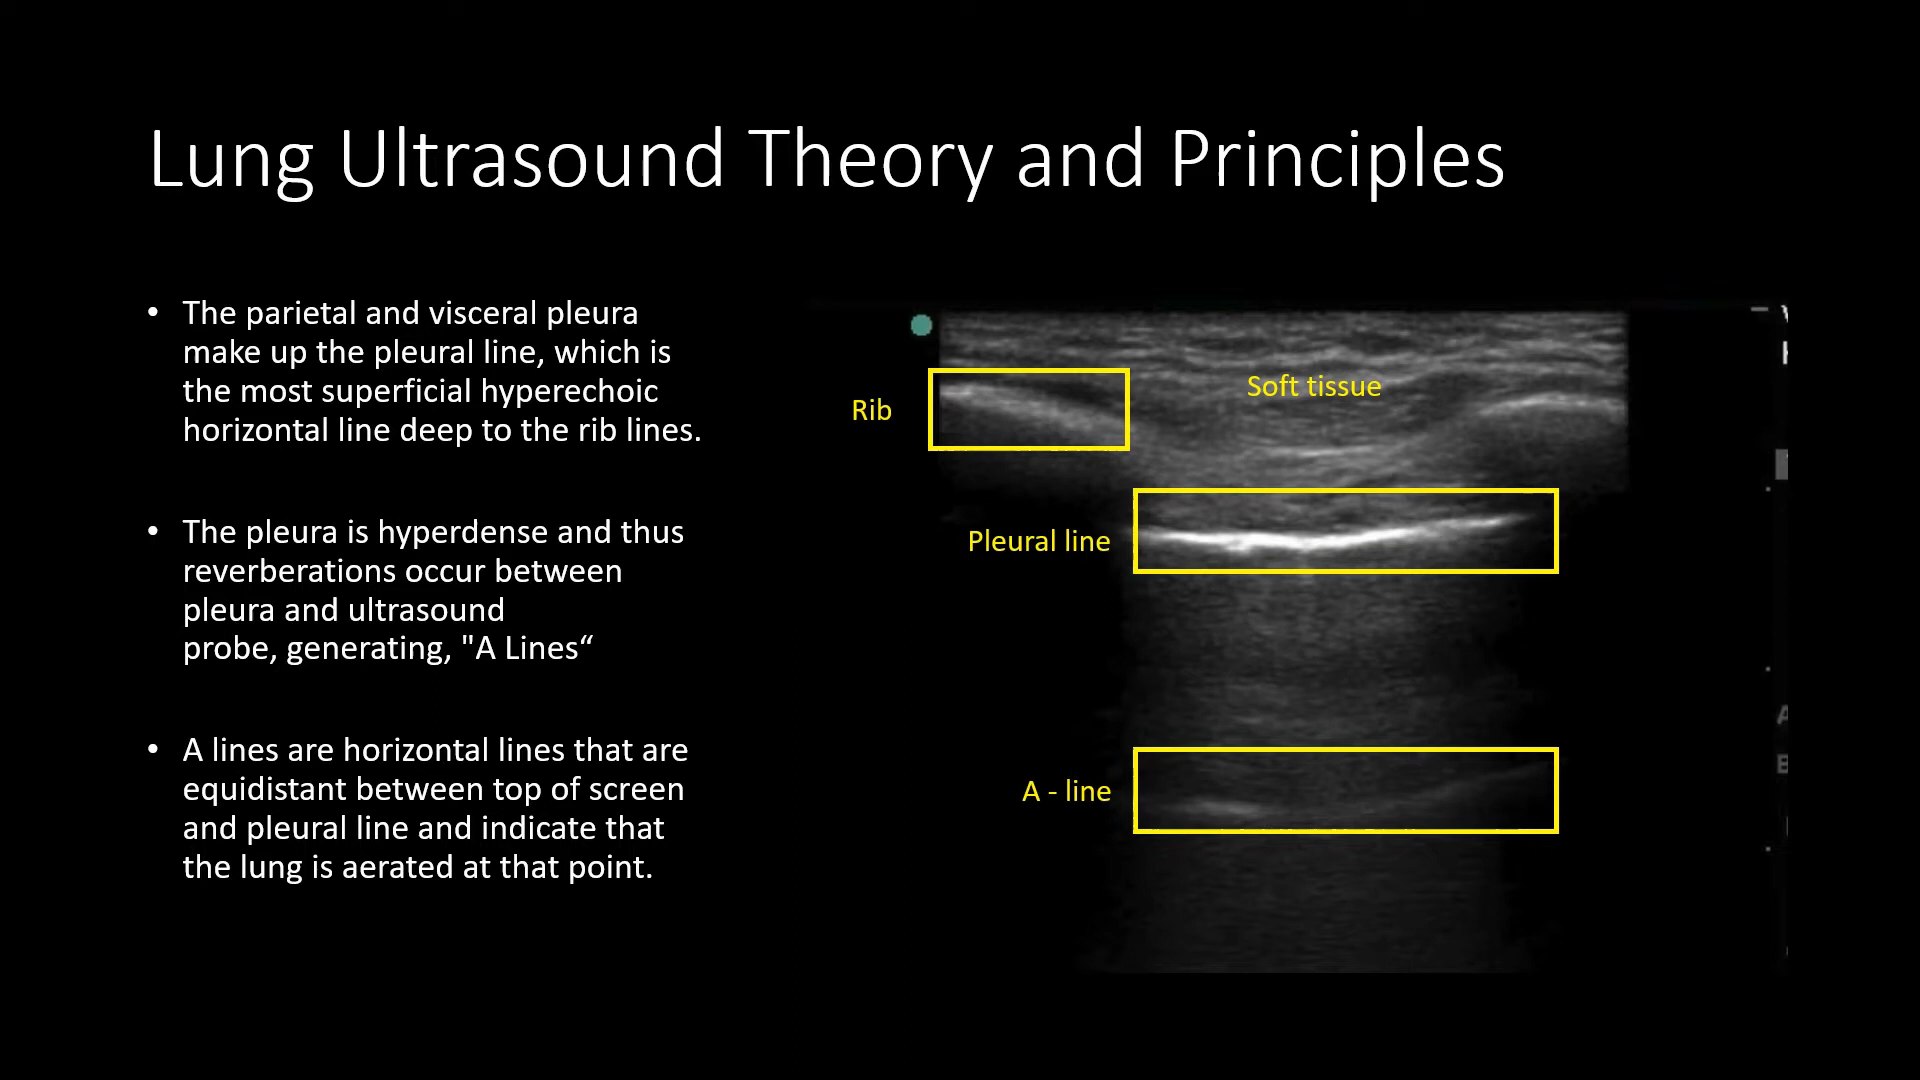 Lung Ultrasound Theory and Principles
• The parietal and visceral pleura
make up the pleural line, which is
the most superficial hyperechoic
horizontal line deep to the rib lines.
• The pleura is hyperdense and thus
reverberations occur between
pleura and ultrasound
probe, generating, "A Lines“
• A lines are horizontal lines that are
equidistant between top of screen
and pleural line and indicate that
the lung is aerated at that point.
Soft tissue
Rib
Pleural line
A - line